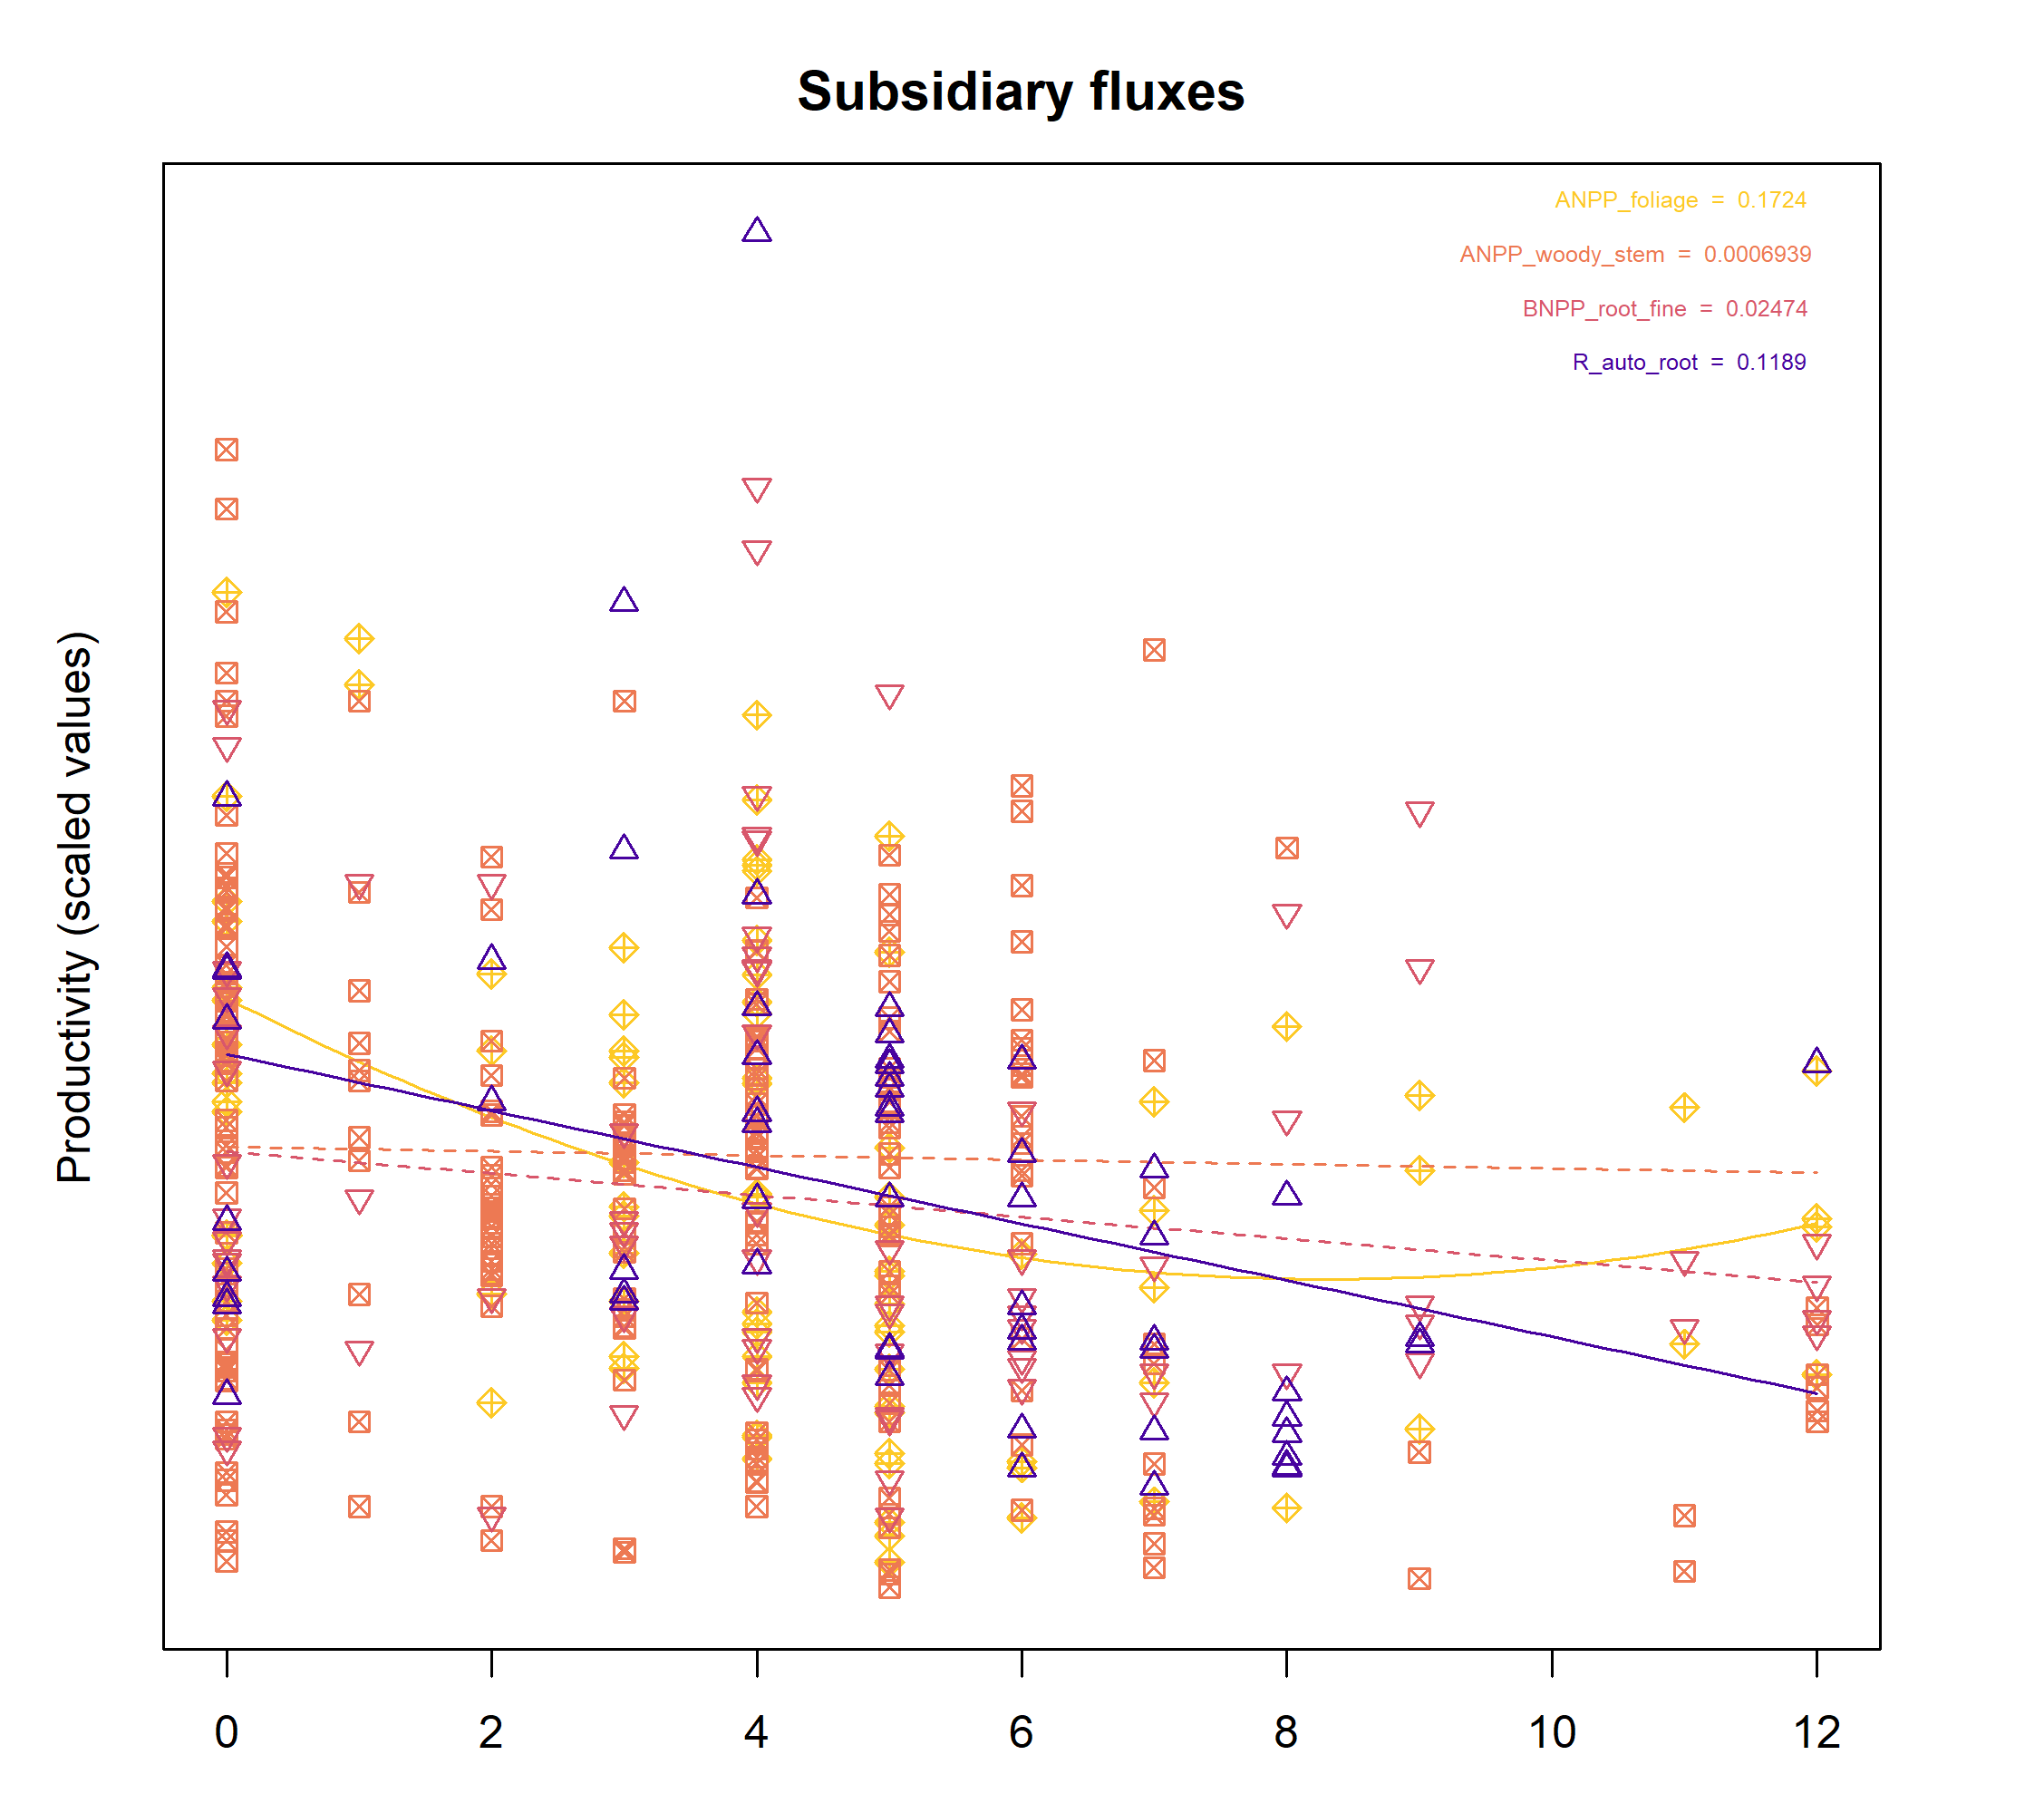 Subsidiary fluxes
ANPP_foliage = 0.1724
ANPP_woody_stem = 0.0006939
BNPP_root_fine = 0.02474
R_auto_root = 0.1189
Productivity (scaled values)
0 2 4 6 8 10 12